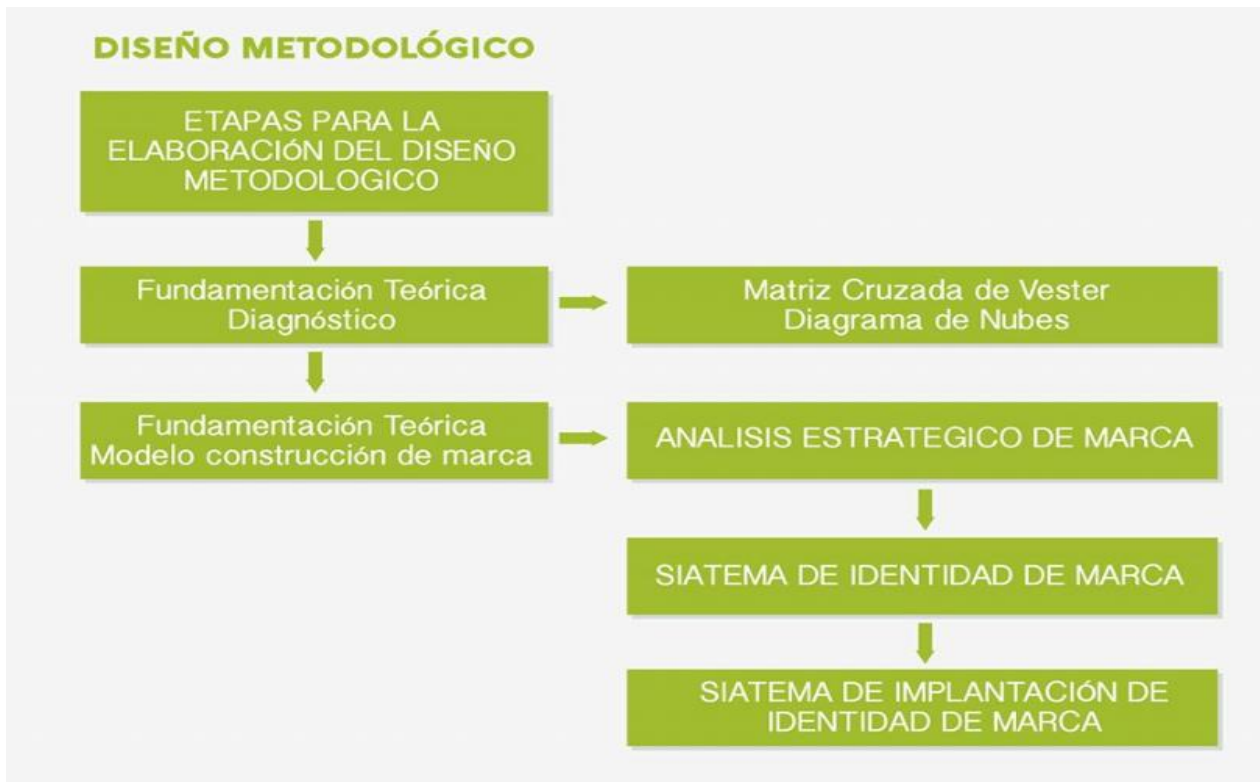 DISEÑO METODOLÓGICO
ETAPAS PARA LA
ELABORACIÓN DEL DISEÑO
METODOLOGICO
Fundamentación Teórica
Diagnóstico
Matriz Cruzada de Vester
Diagrama de Nubes
Fundamentación Teórica
Modelo construcción de marca
ANALISIS ESTRATEGICO DE MARCA
SIATEMA DE IDENTIDAD DE MARCA
SIATEMA DE IMPLANTACIÓN DE
IDENTIDAD DE MARCA